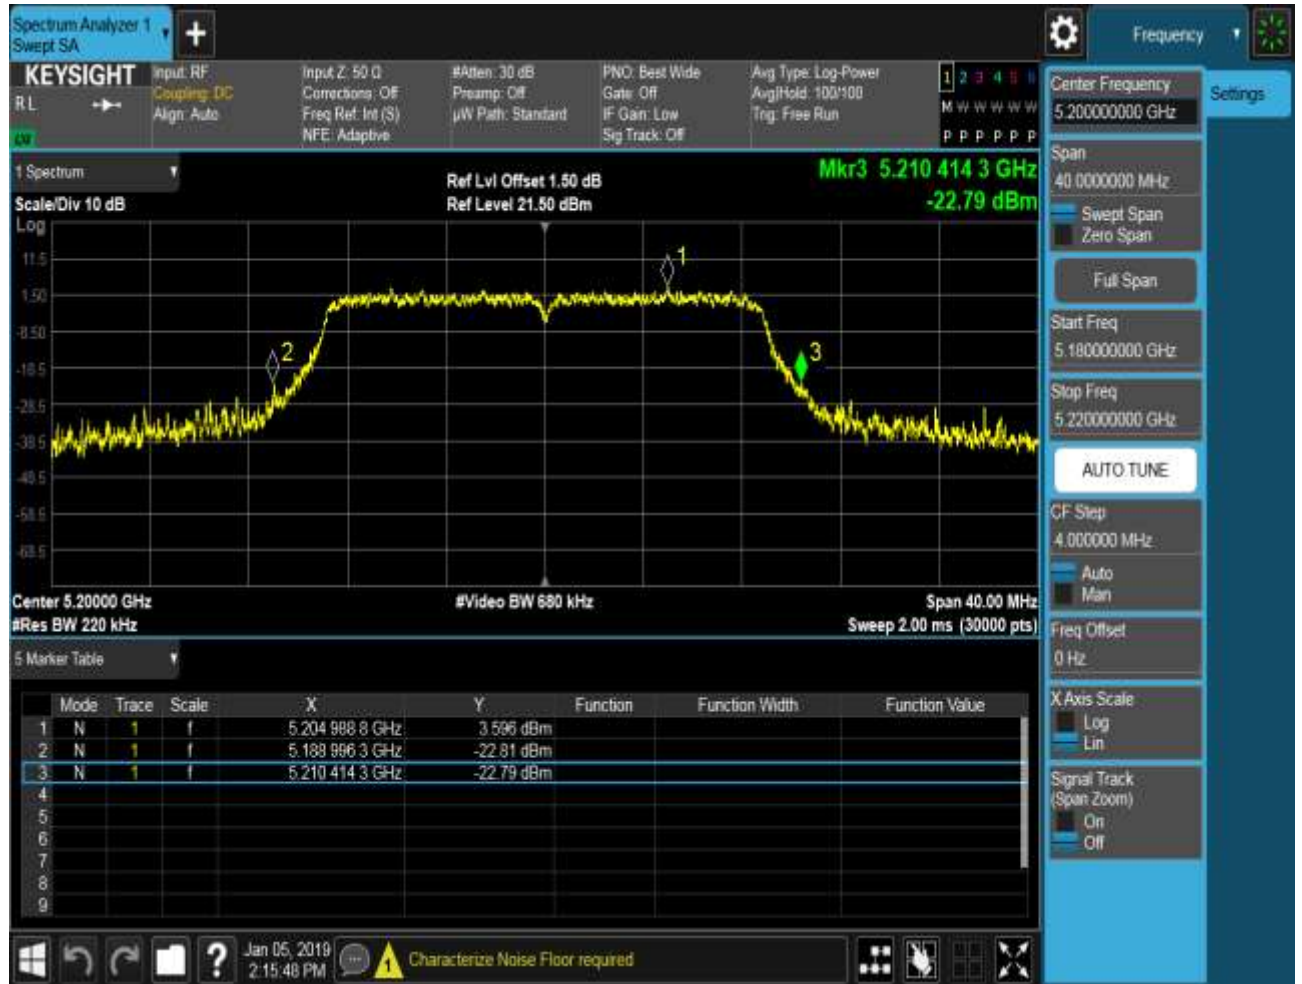 Spectrum Analyzer 1
Swept SA
+
Frequency
KEYSIGHT
Input: RF
Input Z: 50 Ω
#Atten: 30 dB
PNO: Best Wide
Avg Type: Log-Power
1 2 3 4 5 6
R L
Coupling: DC
Corrections: Off
Preamp: Off
Gate: Off
Avg|Hold: 100/100
M W W W W W
Align: Auto
Freq Ref: Int (S)
µW Path: Standard
IF Gain: Low
Trig: Free Run
NFE: Adaptive
Sig Track: Off
P P P P P P
1 Spectrum
Ref Lvl Offset 1.50 dB
Mkr3 5.210 414 3 GHz
Scale/Div 10 dB
Ref Level 21.50 dBm
-22.79 dBm
Log
11.5
1.50
-8.50
-18.5
-28.5
-38.5
-48.5
-58.5
-68.5
1
2
3
Center 5.20000 GHz
#Video BW 680 kHz
Span 40.00 MHz
#Res BW 220 kHz
Sweep 2.00 ms (30000 pts)
5 Marker Table
Mode Trace Scale X Y Function Function Width Function Value
1 N 1 f 5.204 988 8 GHz 3.596 dBm
2 N 1 f 5.188 996 3 GHz -22.81 dBm
3 N 1 f 5.210 414 3 GHz -22.79 dBm
4
5
6
7
8
9
Jan 05, 2019
2:15:48 PM
Characterize Noise Floor required
Settings
Center Frequency
5.200000000 GHz
Span
40.0000000 MHz
Swept Span
Zero Span
Full Span
Start Freq
5.180000000 GHz
Stop Freq
5.220000000 GHz
AUTO TUNE
CF Step
4.000000 MHz
Auto
Man
Freq Offset
0 Hz
X Axis Scale
Log
Lin
Signal Track
(Span Zoom)
On
Off